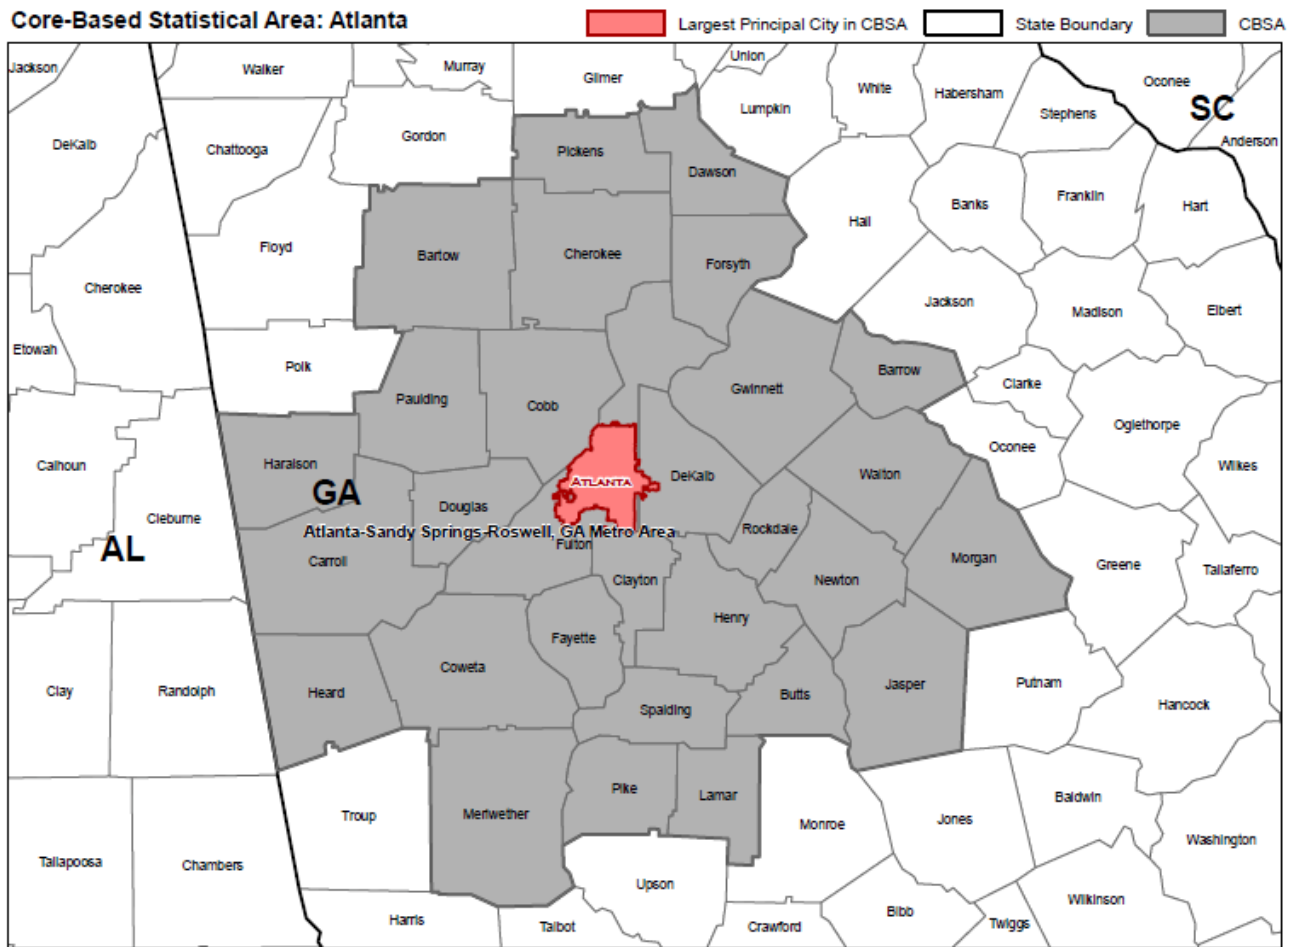 Core-Based Statistical Area: Atlanta
Largest Principal City in CBSA
State Boundary
CBSA
Jackson
Walker
Murray
Gilmer
Union
Lumpkin
White
Habersham
Stephens
Oconee
SC
Anderson
DeKalb
Chattooga
Gordon
Pickens
Dawson
Hall
Banks
Franklin
Hart
Floyd
Bartow
Cherokee
Forsyth
Cherokee
Jackson
Madison
Elbert
Etowah
Polk
Paulding
Cobb
Gwinnett
Barrow
Clarke
Oglethorpe
Oconee
Wilkes
Calhoun
Haralson
GA
Douglas
ATLANTA
DeKalb
Walton
Cleburne
AL
Atlanta-Sandy Springs-Roswell, GA Metro Area
Fulton
Rockdale
Carroll
Clayton
Newton
Morgan
Greene
Taliaferro
Henry
Fayette
Coweta
Clay
Randolph
Heard
Spalding
Butts
Jasper
Putnam
Hancock
Troup
Meriwether
Pike
Lamar
Monroe
Jones
Baldwin
Washington
Tallapoosa
Chambers
Upson
Harris
Talbot
Crawford
Bibb
Twiggs
Wilkinson